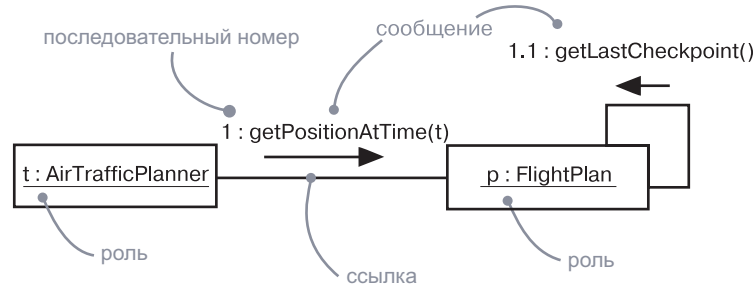 последовательный номер
сообщение
1.1 : getLastCheckpoint()
1 : getPositionAtTime(t)
t : AirTrafficPlanner
p : FlightPlan
роль
ссылка
роль